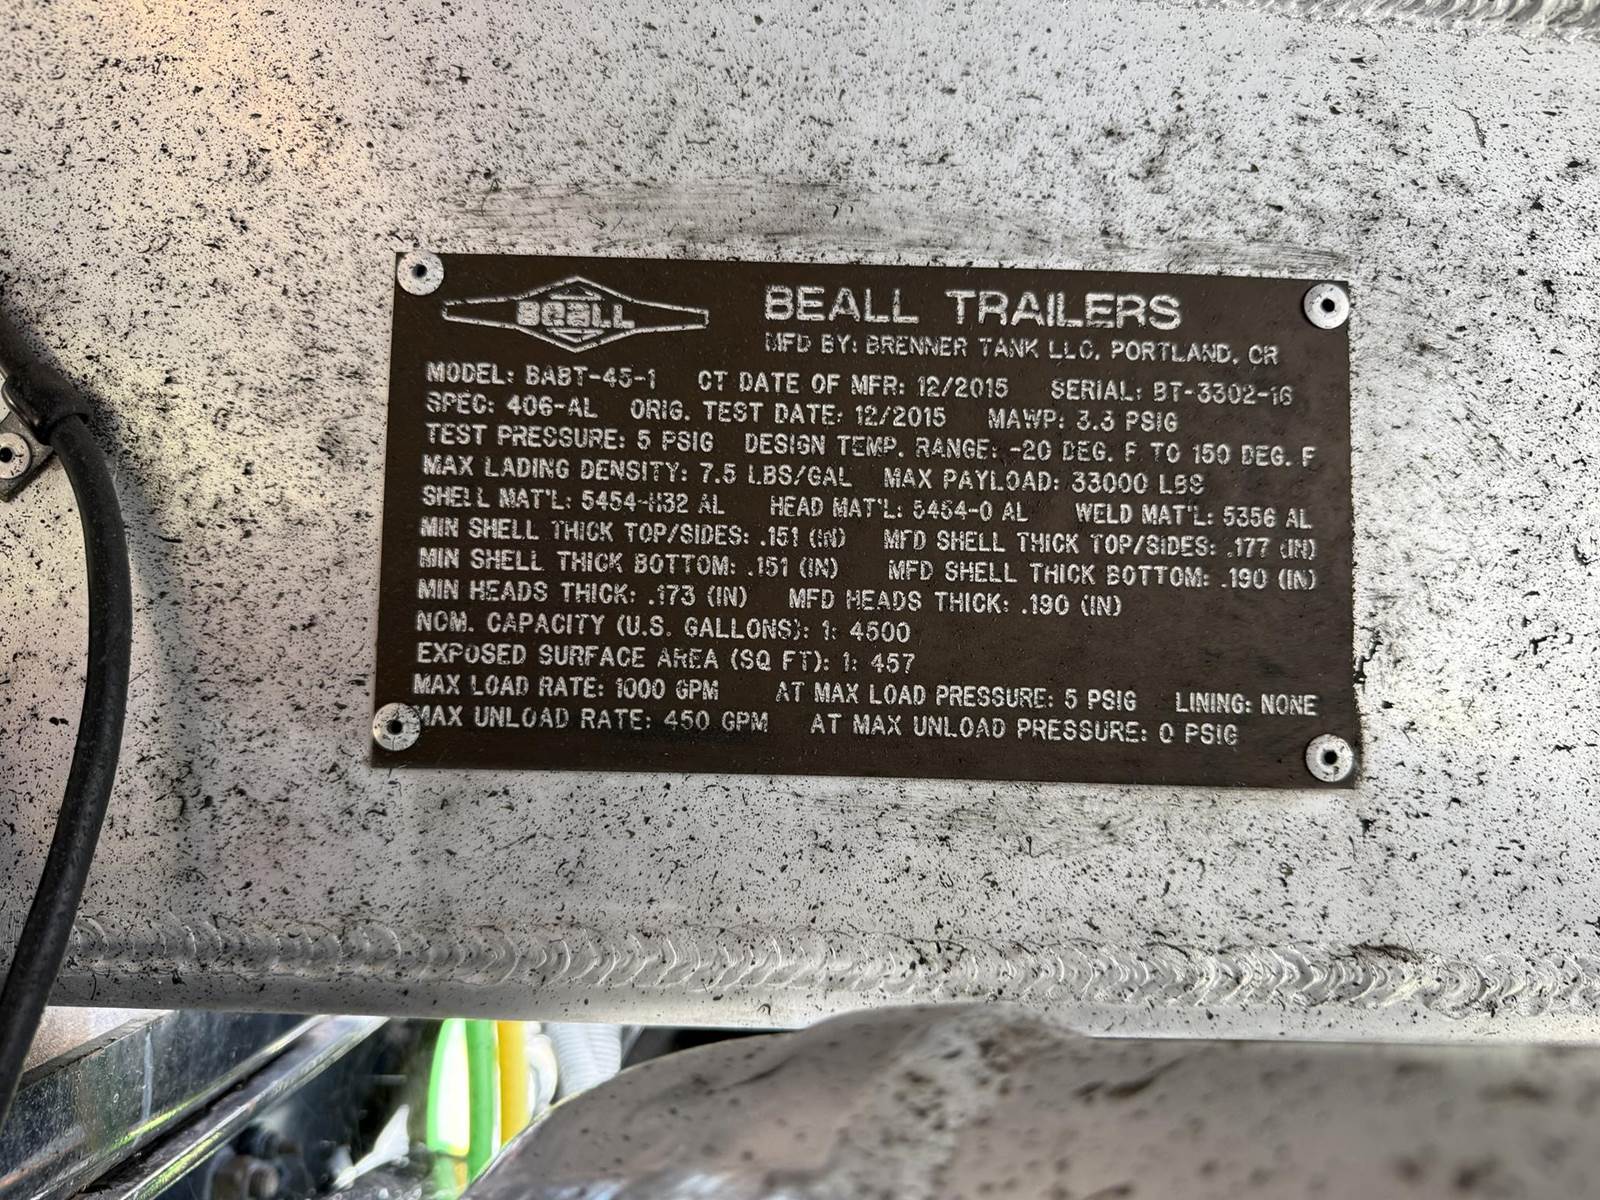 BEALL
BEALL TRAILERS
MFD BY: BRENNER TANK LLC, PORTLAND, OR
MODEL: BABT-45-1 CT DATE OF MFR: 12/2015 SERIAL: BT-3302-16
SPEC: 406-AL ORIG. TEST DATE: 12/2015 MAWP: 3.3 PSIG
TEST PRESSURE: 5 PSIG DESIGN TEMP. RANGE: -20 DEG. F TO 150 DEG. F
MAX LADING DENSITY: 7.5 LBS/GAL MAX PAYLOAD: 33000 LBS
SHELL MAT'L: 5454-H32 AL HEAD MAT'L: 5454-0 AL WELD MAT'L: 5356 AL
MIN SHELL THICK TOP/SIDES: .151 (IN) MFD SHELL THICK TOP/SIDES: .177 (IN)
MIN SHELL THICK BOTTOM: .151 (IN) MFD SHELL THICK BOTTOM: .190 (IN)
MIN HEADS THICK: .173 (IN) MFD HEADS THICK: .190 (IN)
NOM. CAPACITY (U.S. GALLONS): 1: 4500
EXPOSED SURFACE AREA (SQ FT): 1: 457
MAX LOAD RATE: 1000 GPM AT MAX LOAD PRESSURE: 5 PSIG LINING: NONE
MAX UNLOAD RATE: 450 GPM AT MAX UNLOAD PRESSURE: 0 PSIG